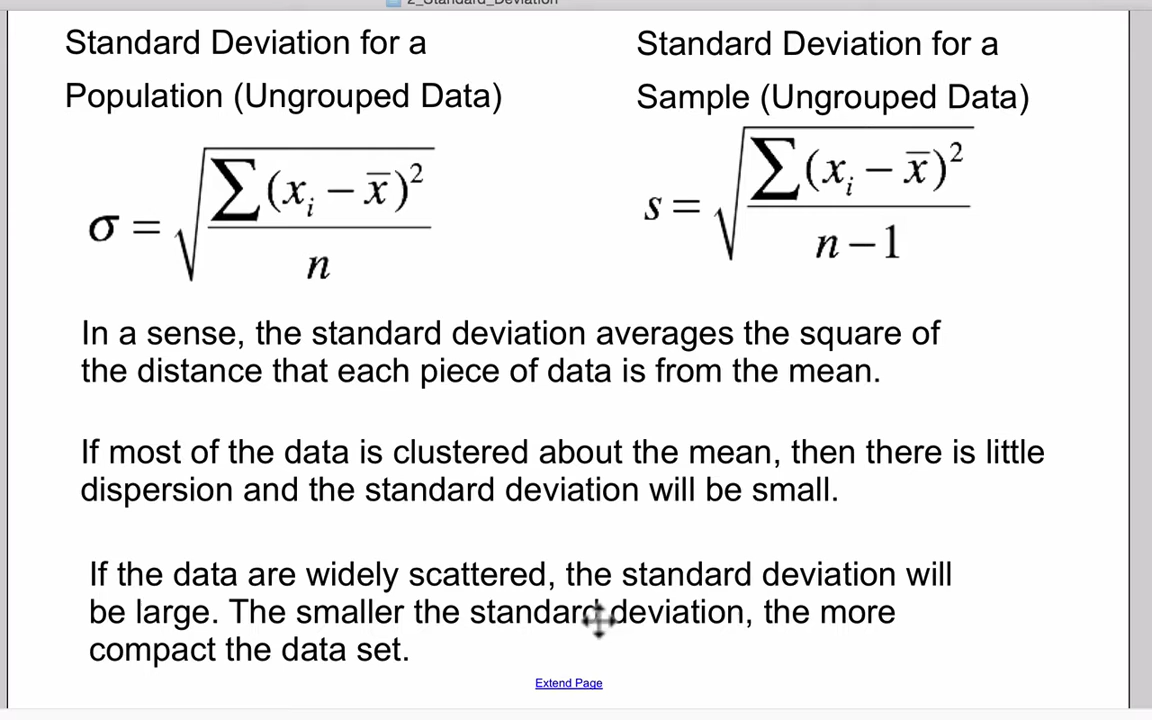 2_Standard_Deviation
Standard Deviation for a
Population (Ungrouped Data)
σ = √(∑(xᵢ − x̅)² / n)
Standard Deviation for a
Sample (Ungrouped Data)
s = √(∑(xᵢ − x̅)² / n − 1)
In a sense, the standard deviation averages the square of
the distance that each piece of data is from the mean.
If most of the data is clustered about the mean, then there is little
dispersion and the standard deviation will be small.
If the data are widely scattered, the standard deviation will
be large. The smaller the standard deviation, the more
compact the data set.
Extend Page